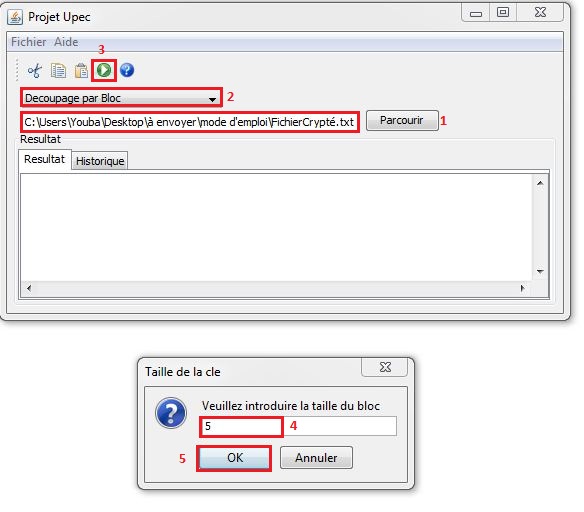 Projet Upec
Fichier Aide
3
Decoupage par Bloc 2
C:\Users\Youba\Desktop\à envoyer\mode d'emploi\FichierCrypté.txt Parcourir 1
Resultat
Resultat Historique
Taille de la cle
Veuillez introduire la taille du bloc
5 4
5 OK Annuler